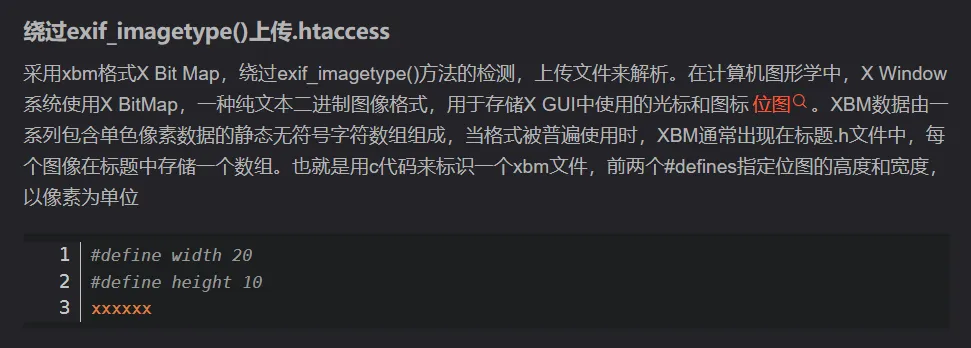 绕过exif_imagetype()上传.htaccess
采用xbm格式X Bit Map，绕过exif_imagetype()方法的检测，上传文件来解析。在计算机图形学中，X Window
系统使用X BitMap，一种纯文本二进制图像格式，用于存储X GUI中使用的光标和图标 位图 。XBM数据由一
系列包含单色像素数据的静态无符号字符数组组成，当格式被普遍使用时，XBM通常出现在标题.h文件中，每
个图像在标题中存储一个数组。也就是用c代码来标识一个xbm文件，前两个#defines指定位图的高度和宽度，
以像素为单位
1 #define width 20
2 #define height 10
3 xxxxxx